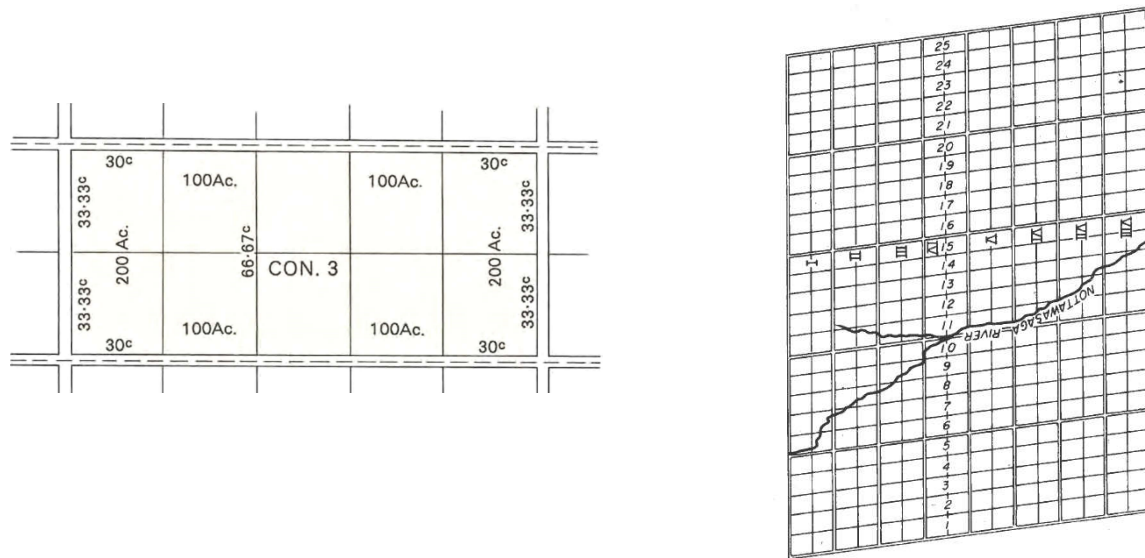 30ᶜ 30ᶜ
100Ac. 100Ac.
33·33ᶜ 33·33ᶜ
200 Ac. 66·67ᶜ CON. 3 200 Ac.
33·33ᶜ 33·33ᶜ
100Ac. 100Ac.
30ᶜ 30ᶜ
25
24
23
22
21
20
19
18
17
16
I II III IV V VI VII VIII
15
14
13
12
11
10
9
8
7
6
5
4
3
2
1
NOTTAWASAGA RIVER